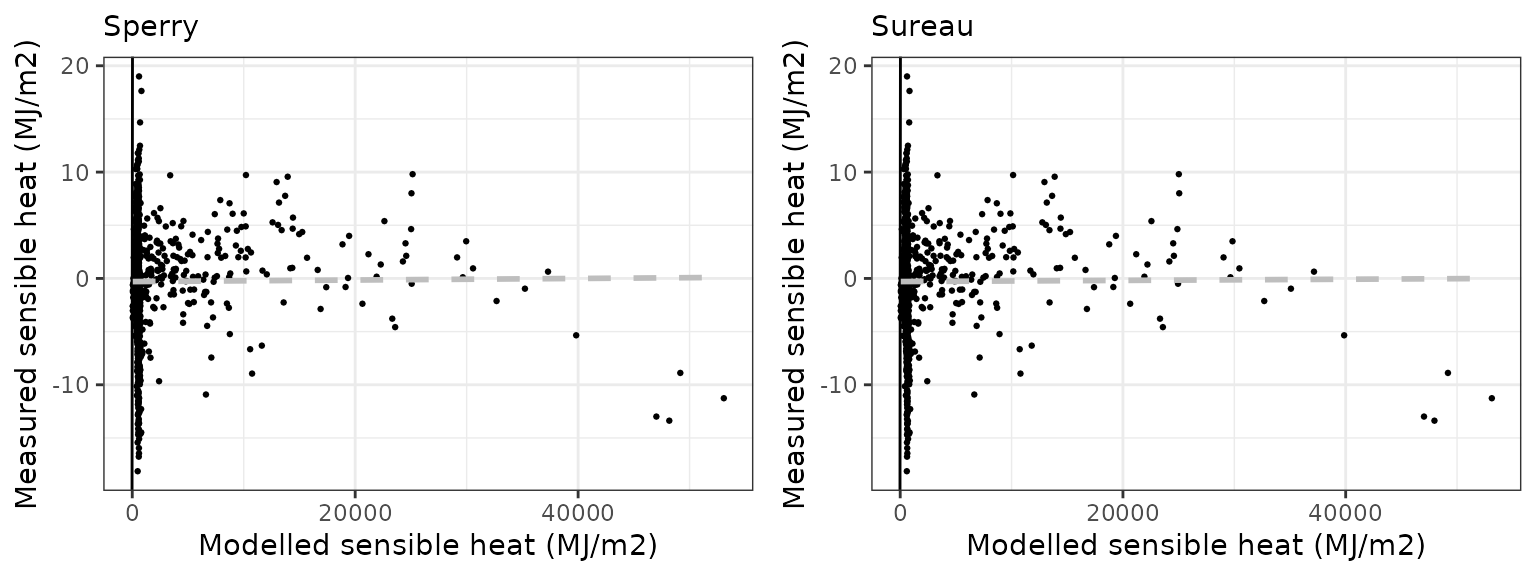 Sperry
Measured sensible heat (MJ/m2)
20
10
0
-10
0 20000 40000
Modelled sensible heat (MJ/m2)
Sureau
Measured sensible heat (MJ/m2)
20
10
0
-10
0 20000 40000
Modelled sensible heat (MJ/m2)